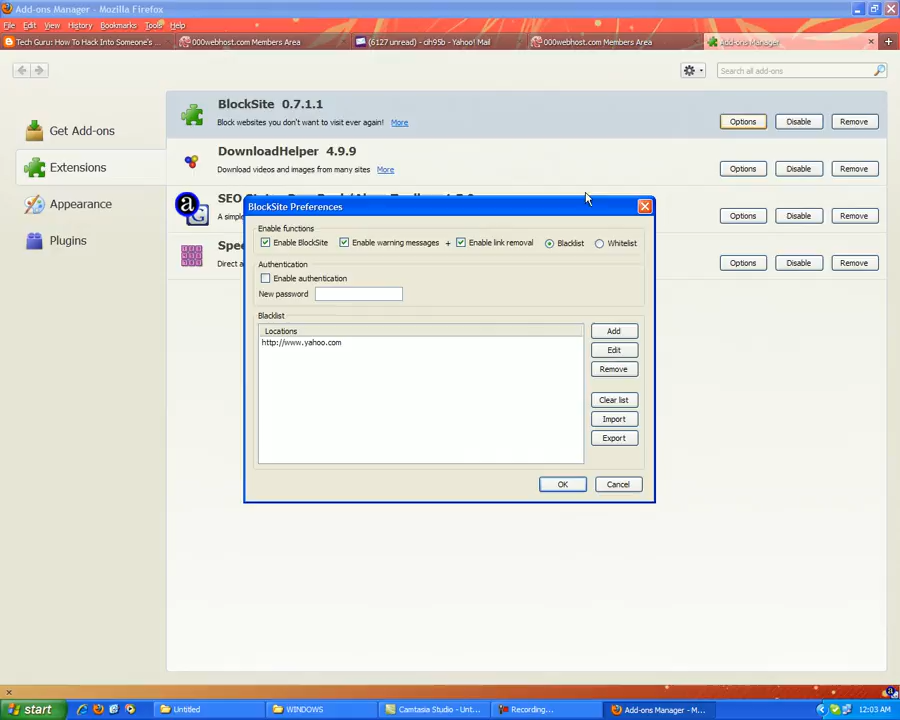 Add-ons Manager - Mozilla Firefox
File Edit View History Bookmarks Tools Help
Tech Guru: How To Hack Into Someone's ...
000webhost.com Members Area
(6127 unread) - cih95b - Yahoo! Mail
000webhost.com Members Area
Add-ons Manager
Search all add-ons
Get Add-ons
Extensions
Appearance
Plugins
BlockSite 0.7.1.1
Block websites you don't want to visit ever again! More
Options Disable Remove
DownloadHelper 4.9.9
Download videos and images from many sites More
Options Disable Remove
SEO
A simple
Options Disable Remove
Spee
Direct a
Options Disable Remove
BlockSite Preferences
Enable functions
Enable BlockSite Enable warning messages + Enable link removal Blacklist Whitelist
Authentication
Enable authentication
New password
Blacklist
Locations
http://www.yahoo.com
Add
Edit
Remove
Clear list
Import
Export
OK Cancel
start
Untitled
WINDOWS
Camtasia Studio - Unt...
Recording...
Add-ons Manager - M...
12:03 AM